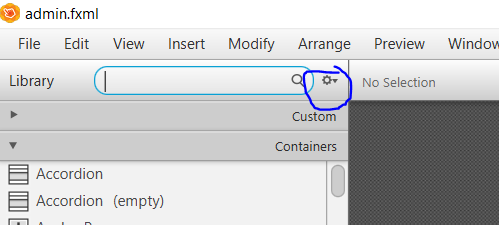 admin.fxml
File Edit View Insert Modify Arrange Preview Window
Library No Selection
Custom
Containers
Accordion
Accordion (empty)